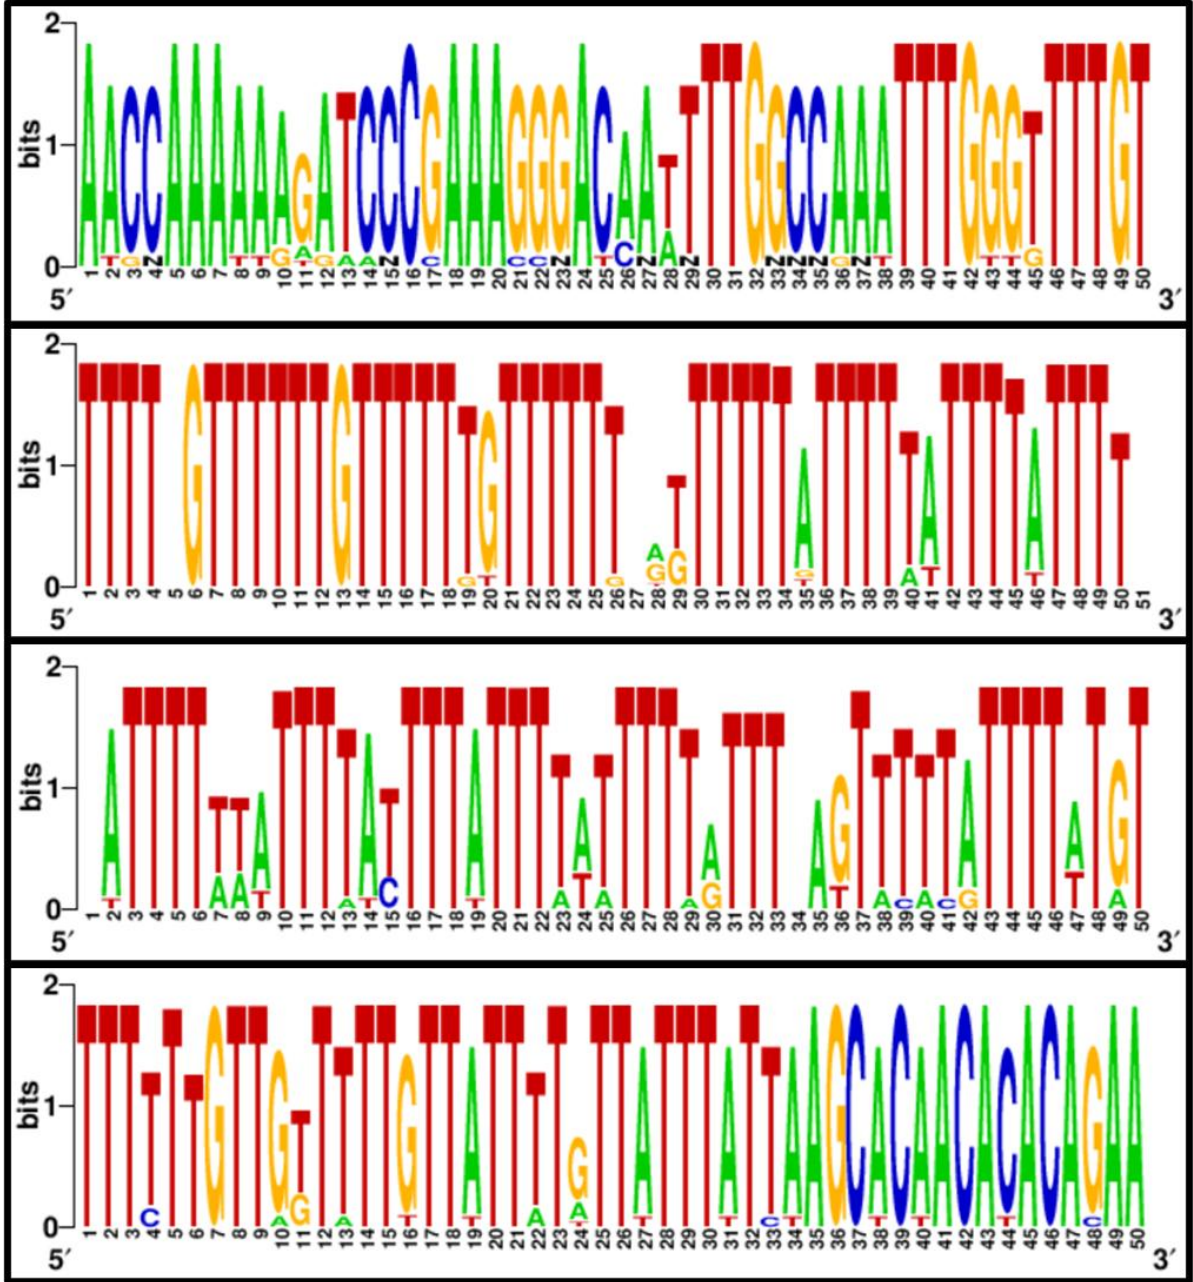 2
bits
1
0
AACCAAAAAAGATCCCGAAAGGGACAATTTTGGCCAAATTTGGGTTTTGT
TGNTTGAGAANCCCNTCNANNNNGNTTTG
1 2 3 4 5 6 7 8 9 10 11 12 13 14 15 16 17 18 19 20 21 22 23 24 25 26 27 28 29 30 31 32 33 34 35 36 37 38 39 40 41 42 43 44 45 46 47 48 49 50
5′ 3′
2
bits
1
0
TTTTGTTTTTTGTTTTTTGTTTTTTATTTTTTATTTTTATTTTATTTT
GTGGGGTATT
1 2 3 4 5 6 7 8 9 10 11 12 13 14 15 16 17 18 19 20 21 22 23 24 25 26 27 28 29 30 31 32 33 34 35 36 37 38 39 40 41 42 43 44 45 46 47 48 49 50 51
5′ 3′
2
bits
1
0
ATTTTTTATTTTATTTTATTTTATTTTTATTTAGTTTTTATTTTATGT
TAATATCTATAAGTACACGTA
1 2 3 4 5 6 7 8 9 10 11 12 13 14 15 16 17 18 19 20 21 22 23 24 25 26 27 28 29 30 31 32 33 34 35 36 37 38 39 40 41 42 43 44 45 46 47 48 49 50
5′ 3′
2
bits
1
0
TTTTTTGTTGTTTTTGTTATTTTGTTATTTATTAAGCACAACACACAGAA
CAGATTAATTTCTTTTC
1 2 3 4 5 6 7 8 9 10 11 12 13 14 15 16 17 18 19 20 21 22 23 24 25 26 27 28 29 30 31 32 33 34 35 36 37 38 39 40 41 42 43 44 45 46 47 48 49 50
5′ 3′